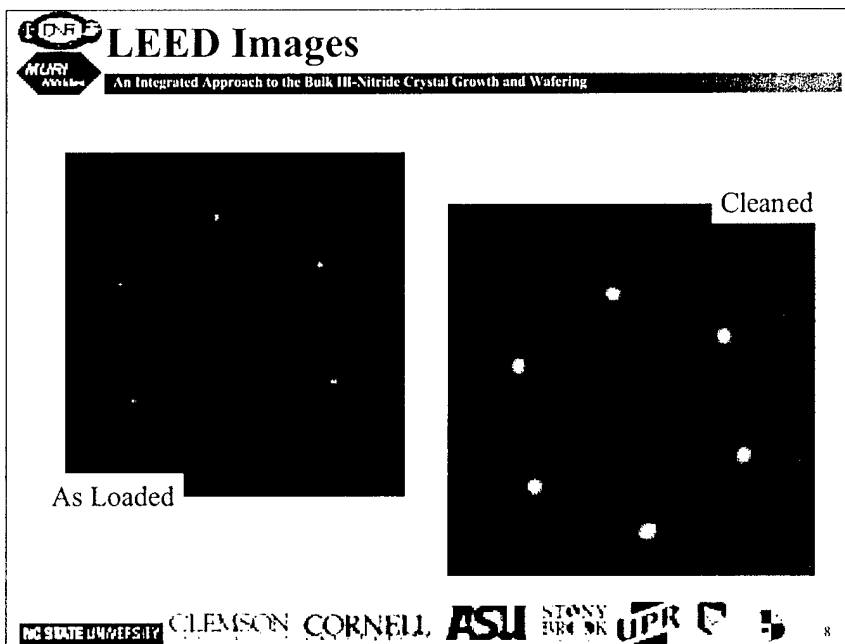 LEED Images
MURI
An Integrated Approach to the Bulk III-Nitride Crystal Growth and Wafering
Cleaned
As Loaded
NC STATE UNIVERSITY CLEMSON CORNELL ASU STONY BROOK UPR
8